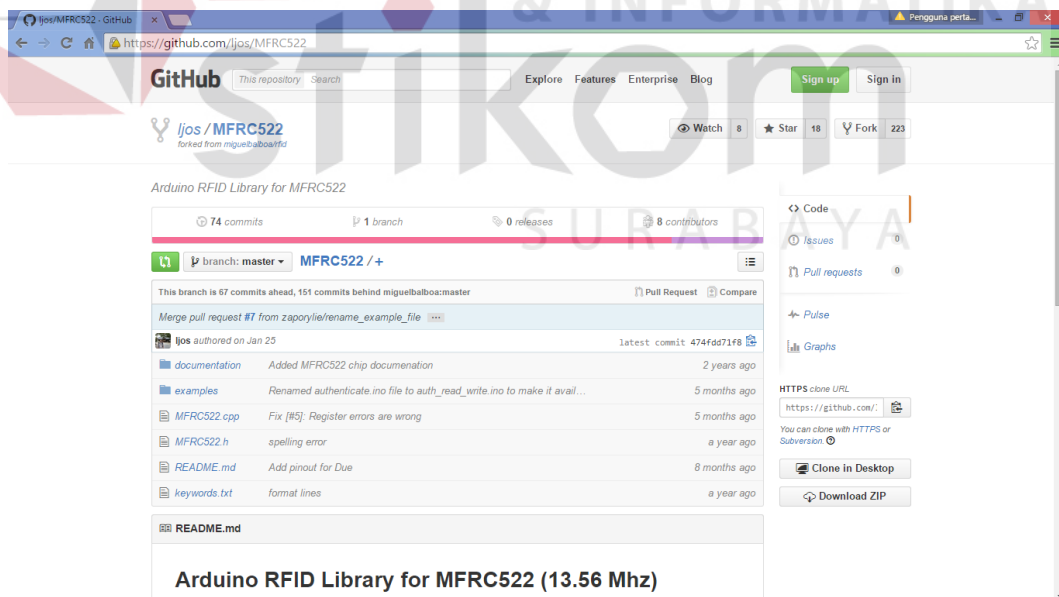 & INFORMATIKA
ljos/MFRC522 - GitHub ×
Pengguna perta...
https://github.com/ljos/MFRC522
GitHub This repository Search Explore Features Enterprise Blog Sign up Sign in
ljos / MFRC522 Watch 8 Star 18 Fork 223
forked from miguelbalboa/rfid
stikom
SURABAYA
Arduino RFID Library for MFRC522
74 commits 1 branch 0 releases 8 contributors
branch: master MFRC522 / +
This branch is 67 commits ahead, 151 commits behind miguelbalboa:master Pull Request Compare
Merge pull request #7 from zaporylie/rename_example_file ...
ljos authored on Jan 25 latest commit 474fdd71f8
documentation Added MFRC522 chip documenation 2 years ago
examples Renamed authenticate.ino file to auth_read_write.ino to make it avail... 5 months ago
MFRC522.cpp Fix [#5]: Register errors are wrong 5 months ago
MFRC522.h spelling error a year ago
README.md Add pinout for Due 8 months ago
keywords.txt format lines a year ago
README.md
Arduino RFID Library for MFRC522 (13.56 Mhz)
Code
Issues 0
Pull requests 0
Pulse
Graphs
HTTPS clone URL
https://github.com/
You can clone with HTTPS or
Subversion.
Clone in Desktop
Download ZIP